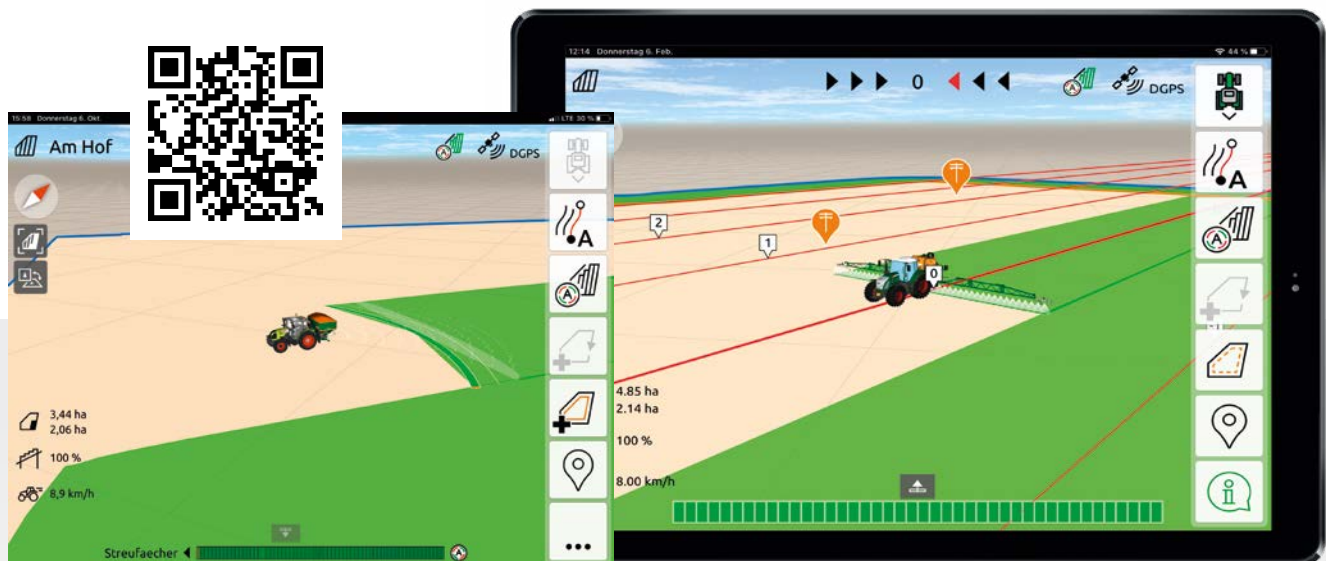 15:58 Donnerstag 6. Okt
LTE 30 %
Am Hof
DGPS
A
A
3,44 ha
2,06 ha
100 %
8,9 km/h
Streufaecher
A
12:14 Donnerstag 6. Feb.
44 %
0
DGPS
A
A
2
1
0
4.85 ha
2.14 ha
100 %
8.00 km/h